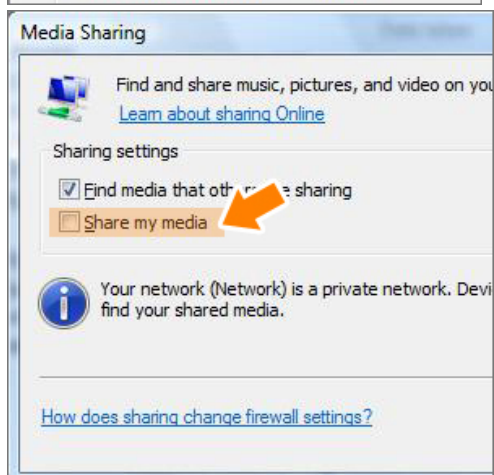 Media Sharing
Find and share music, pictures, and video on you
Learn about sharing Online
Sharing settings
Find media that others sharing
Share my media
Your network (Network) is a private network. Devi
find your shared media.
How does sharing change firewall settings?